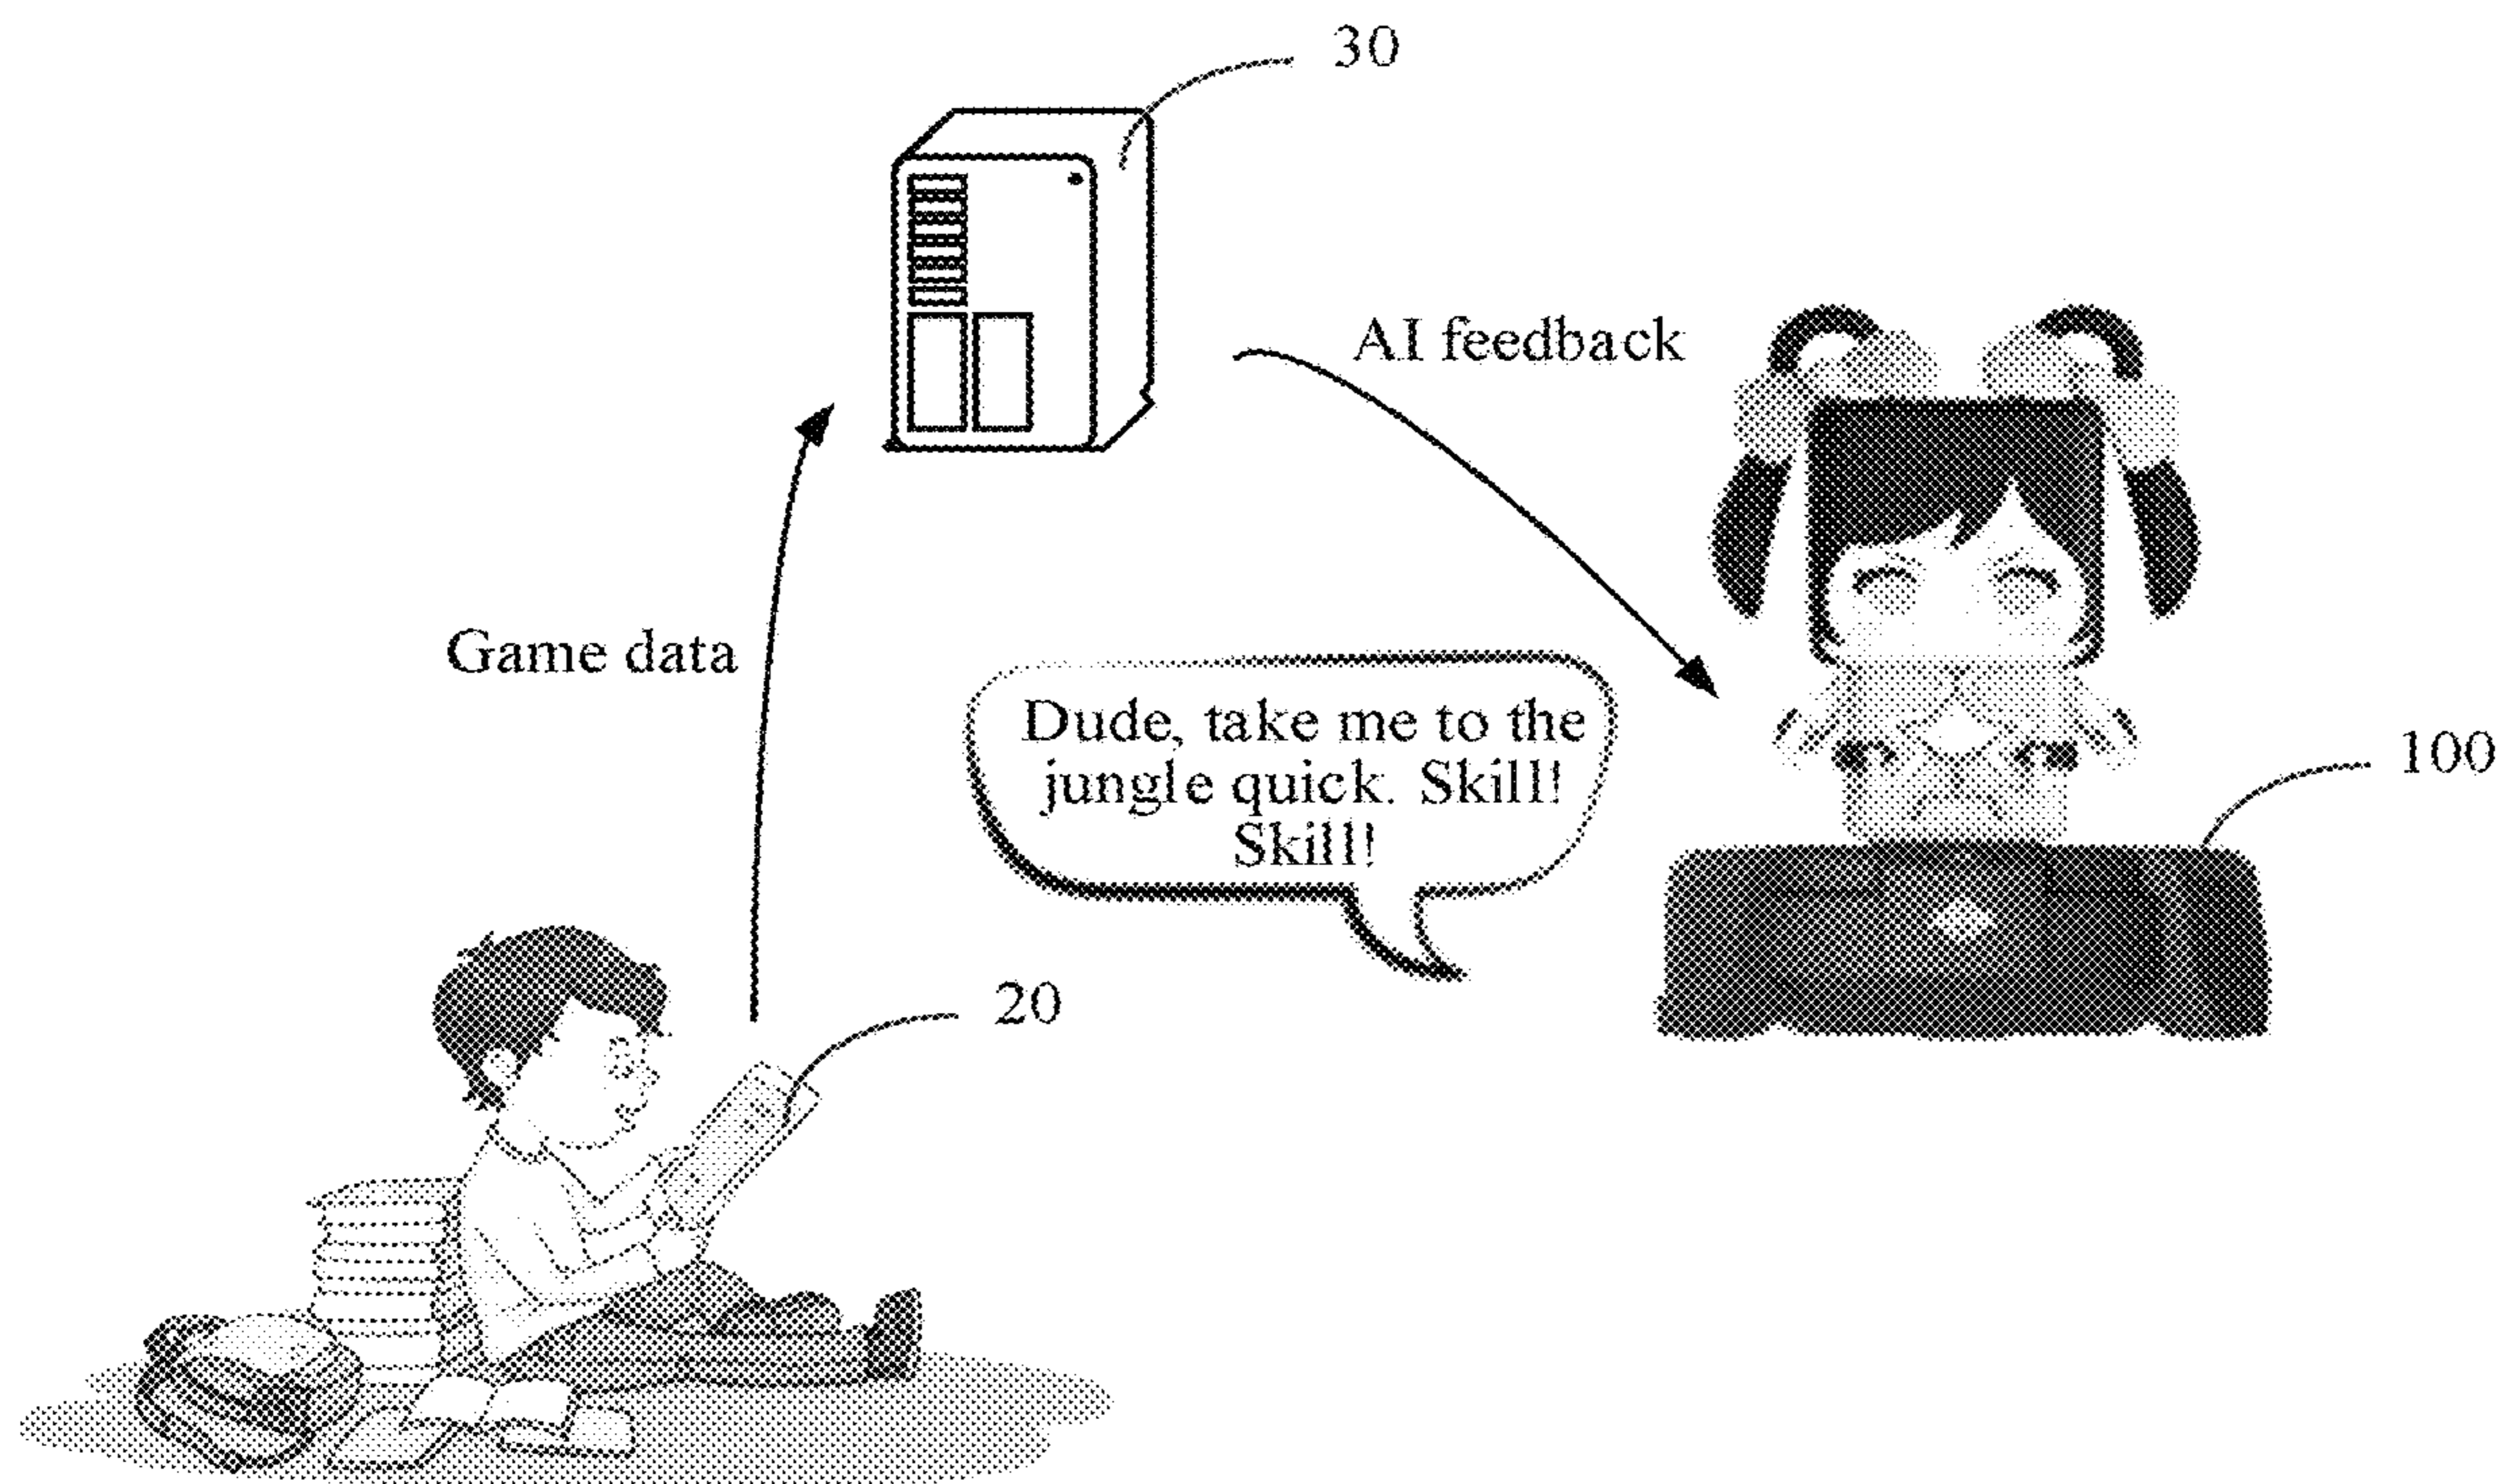 30
AI feedback
Game data
Dude, take me to the
jungle quick. Skill!
Skill!
100
20